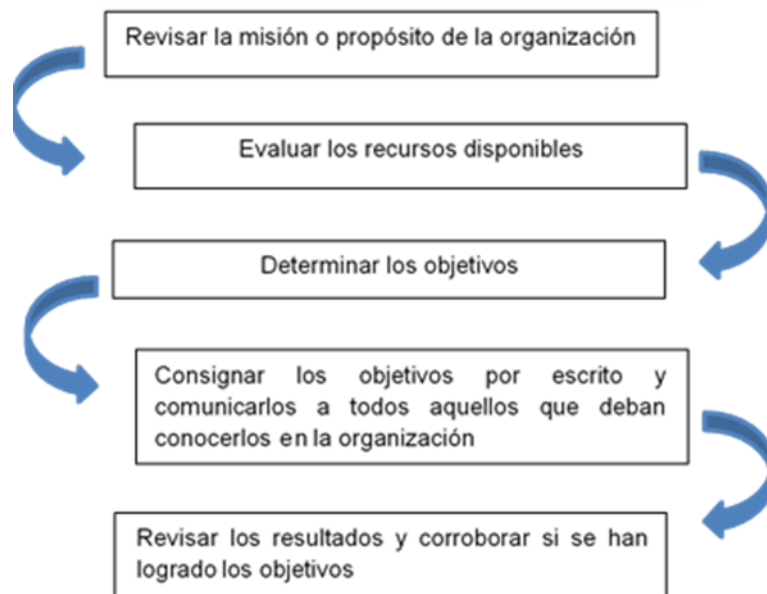 Revisar la misión o propósito de la organización
Evaluar los recursos disponibles
Determinar los objetivos
Consignar los objetivos por escrito y
comunicarlos a todos aquellos que deban
conocerlos en la organización
Revisar los resultados y corroborar si se han
logrado los objetivos